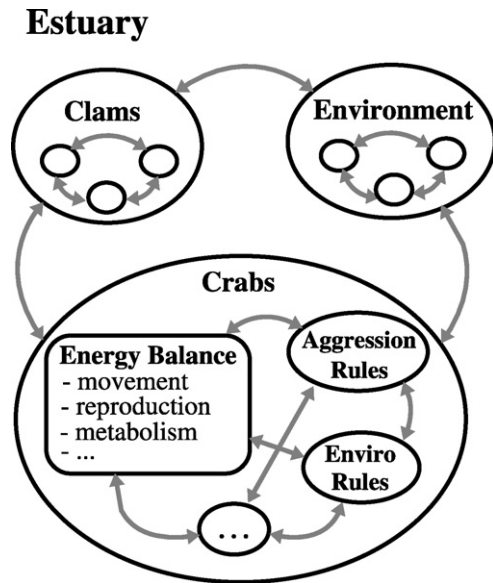 Estuary
Clams
Environment
Crabs
Energy Balance
- movement
- reproduction
- metabolism
- ...
Aggression
Rules
Enviro
Rules
...